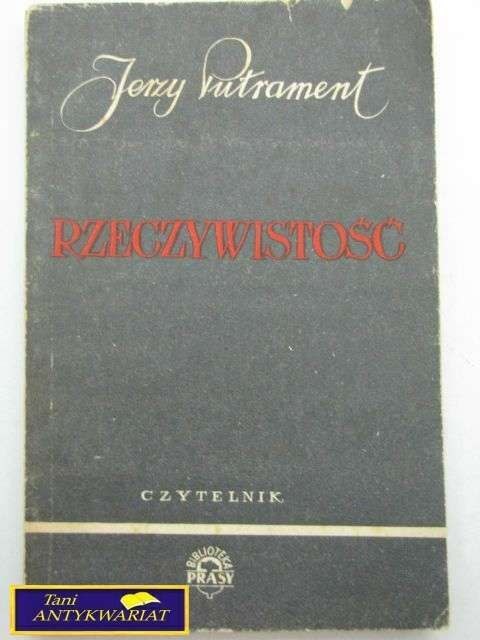 Jerzy Putrament
RZECZYWISTOŚĆ
CZYTELNIK
BIBLIOTEKA
PRASY
Tani
ANTYKWARIAT